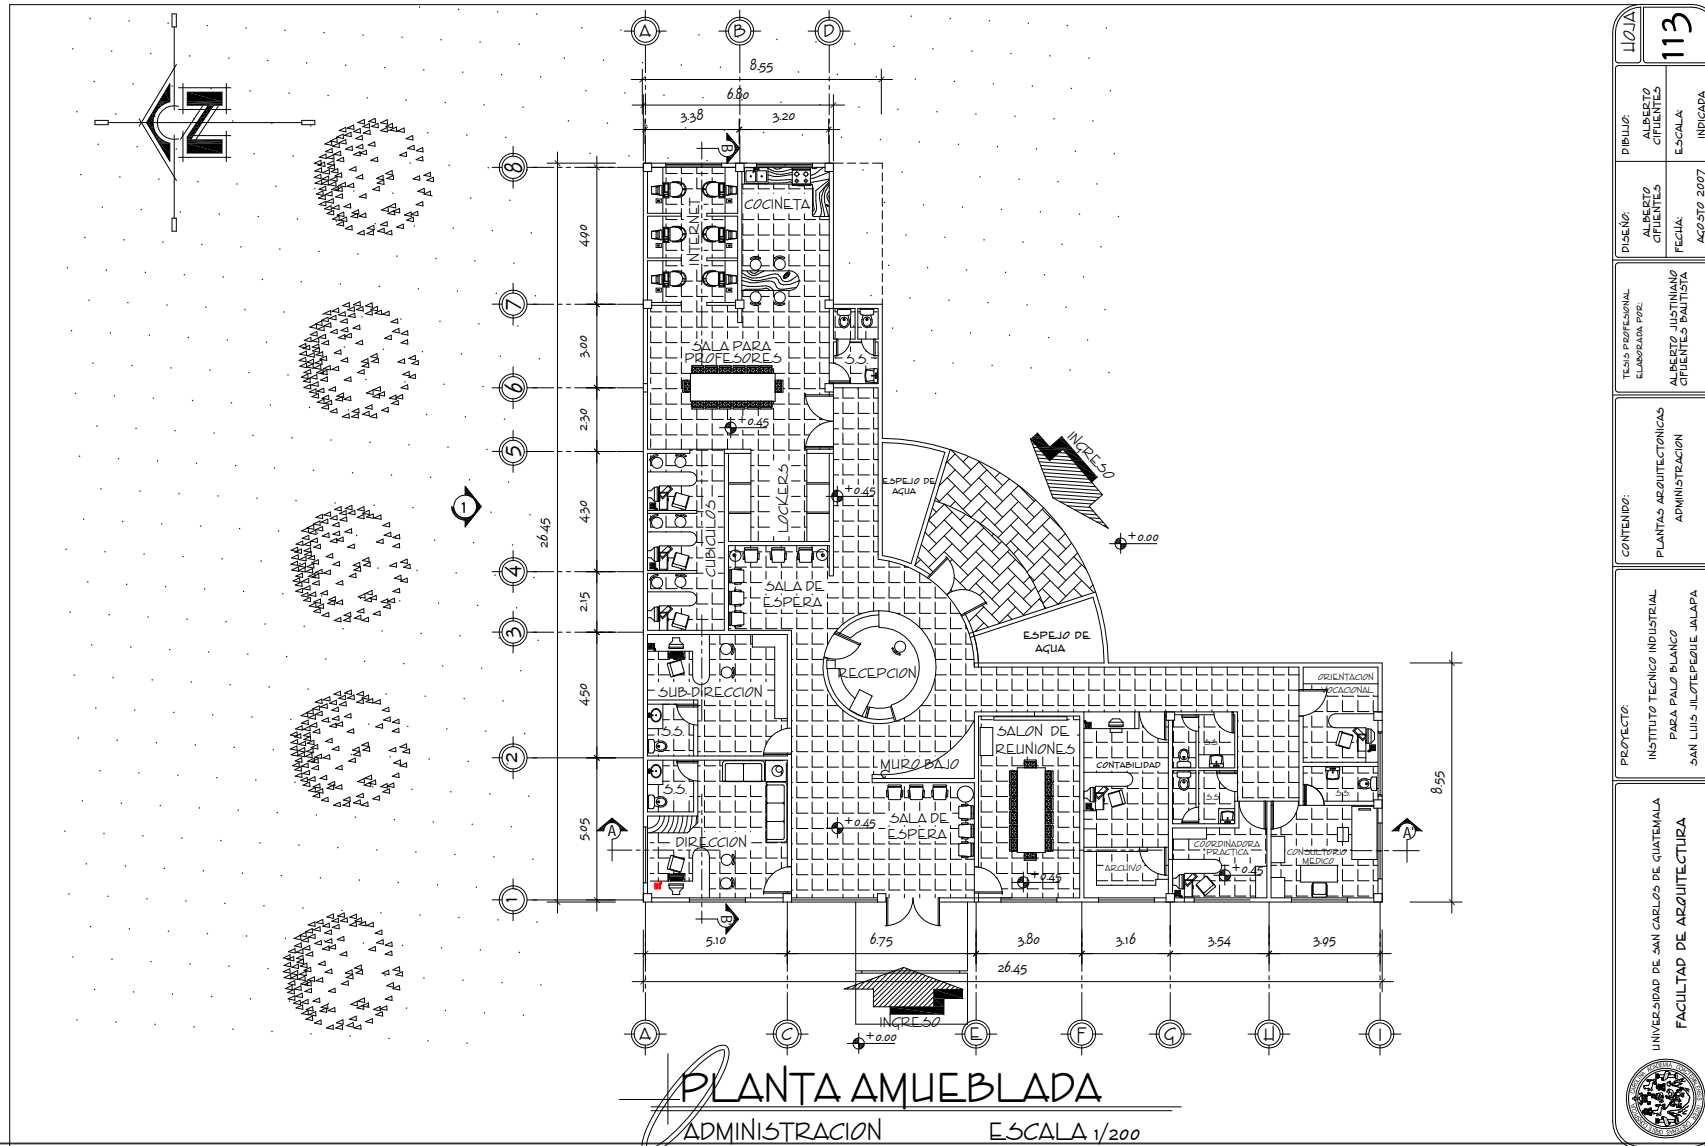 A
B
D
8.55
6.80
3.38
3.20
N
B
8
7
6
5
4
3
2
1
4.90
3.00
2.30
4.30
2.15
4.50
5.05
26.45
1
INTERNET
COCINETA
SALA PARA
PROFESORES
S.S.
+0.45
CUBICULOS
LOCKERS
+0.45
ESPEJO DE
AGUA
INGRESO
+0.00
SALA DE
ESPERA
ESPEJO DE
AGUA
RECEPCION
SUB-DIRECCION
S.S.
ORIENTACION
VOCACIONAL
SALON DE
REUNIONES
MURO BAJO
CONTABILIDAD
S.S.
S.S.
S.S.
S.S.
8.55
SALA DE
ESPERA
+0.45
DIRECCION
A
A'
COORDINADORA
PRACTICA
+0.45
CONSULTORIO
MEDICO
ARCHIVO
+0.45
B
5.10
6.75
3.80
3.16
3.54
3.95
26.45
INGRESO
+0.00
A
C
E
F
G
H
I
PLANTA AMUEBLADA
ADMINISTRACION
ESCALA 1/200
HOJA
113
DIBUJO:
ALBERTO
CIFUENTES
ESCALA:
INDICADA
DISEÑO:
ALBERTO
CIFUENTES
FECHA:
AGOSTO 2007
TESIS PROFESIONAL
ELABORADA POR:
ALBERTO JUSTINIANO
CIFUENTES BAUTISTA
CONTENIDO:
PLANTAS ARQUITECTONICAS
ADMINISTRACION
PROYECTO:
INSTITUTO TECNICO INDUSTRIAL
PARA PALO BLANCO
SAN LUIS JILOTEPEQUE JALAPA
UNIVERSIDAD DE SAN CARLOS DE GUATEMALA
FACULTAD DE ARQUITECTURA